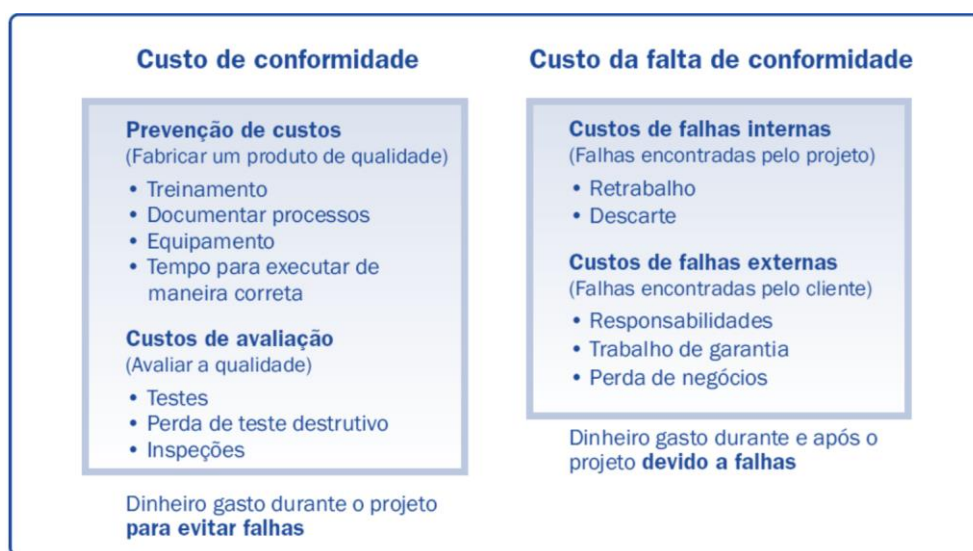 Custo de conformidade
Prevenção de custos
(Fabricar um produto de qualidade)
• Treinamento
• Documentar processos
• Equipamento
• Tempo para executar de
maneira correta
Custos de avaliação
(Avaliar a qualidade)
• Testes
• Perda de teste destrutivo
• Inspeções
Dinheiro gasto durante o projeto
para evitar falhas
Custo da falta de conformidade
Custos de falhas internas
(Falhas encontradas pelo projeto)
• Retrabalho
• Descarte
Custos de falhas externas
(Falhas encontradas pelo cliente)
• Responsabilidades
• Trabalho de garantia
• Perda de negócios
Dinheiro gasto durante e após o
projeto devido a falhas